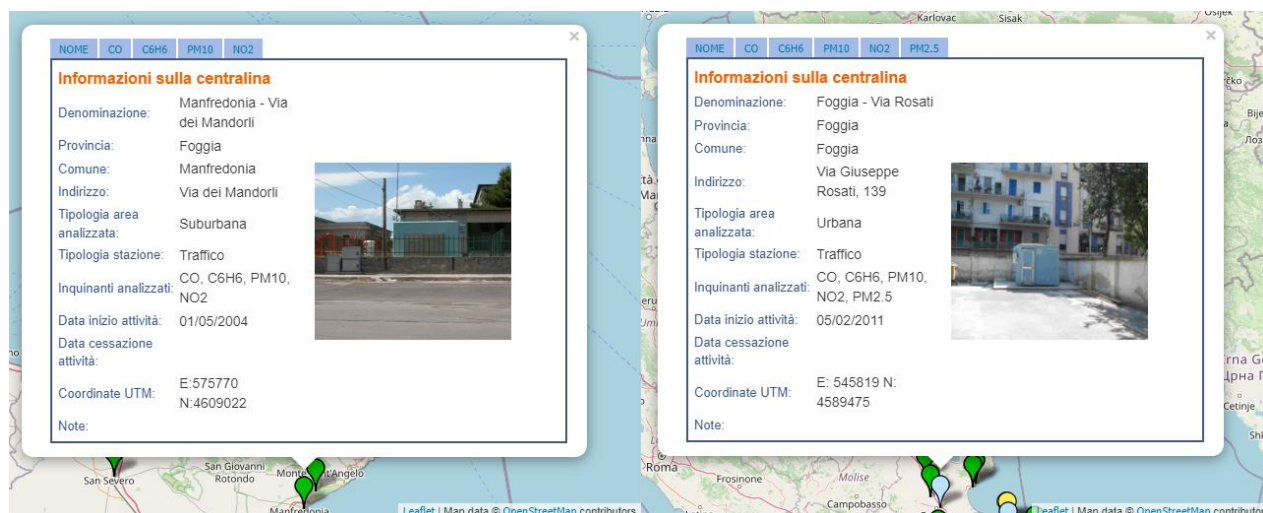 NOME CO C6H6 PM10 NO2
×
Informazioni sulla centralina
Denominazione: Manfredonia - Via
dei Mandorli
Provincia: Foggia
Comune: Manfredonia
Indirizzo: Via dei Mandorli
Tipologia area
analizzata: Suburbana
Tipologia stazione: Traffico
Inquinanti analizzati: CO, C6H6, PM10,
NO2
Data inizio attività: 01/05/2004
Data cessazione
attività:
Coordinate UTM: E:575770
N:4609022
Note:
San Severo
San Giovanni
Rotondo
Manfredonia
Leaflet | Map data © OpenStreetMap contributors
Karlovac
Sisak
Osijek
NOME CO C6H6 PM10 NO2 PM2.5
×
Informazioni sulla centralina
Denominazione: Foggia - Via Rosati
Provincia: Foggia
Comune: Foggia
Indirizzo: Via Giuseppe
Rosati, 139
Tipologia area
analizzata: Urbana
Tipologia stazione: Traffico
Inquinanti analizzati: CO, C6H6, PM10,
NO2, PM2.5
Data inizio attività: 05/02/2011
Data cessazione
attività:
Coordinate UTM: E: 545819 N:
4589475
Note:
Cetinje
Roma
Frosinone
Molise
Campobasso
Leaflet | Map data © OpenStreetMap contributors